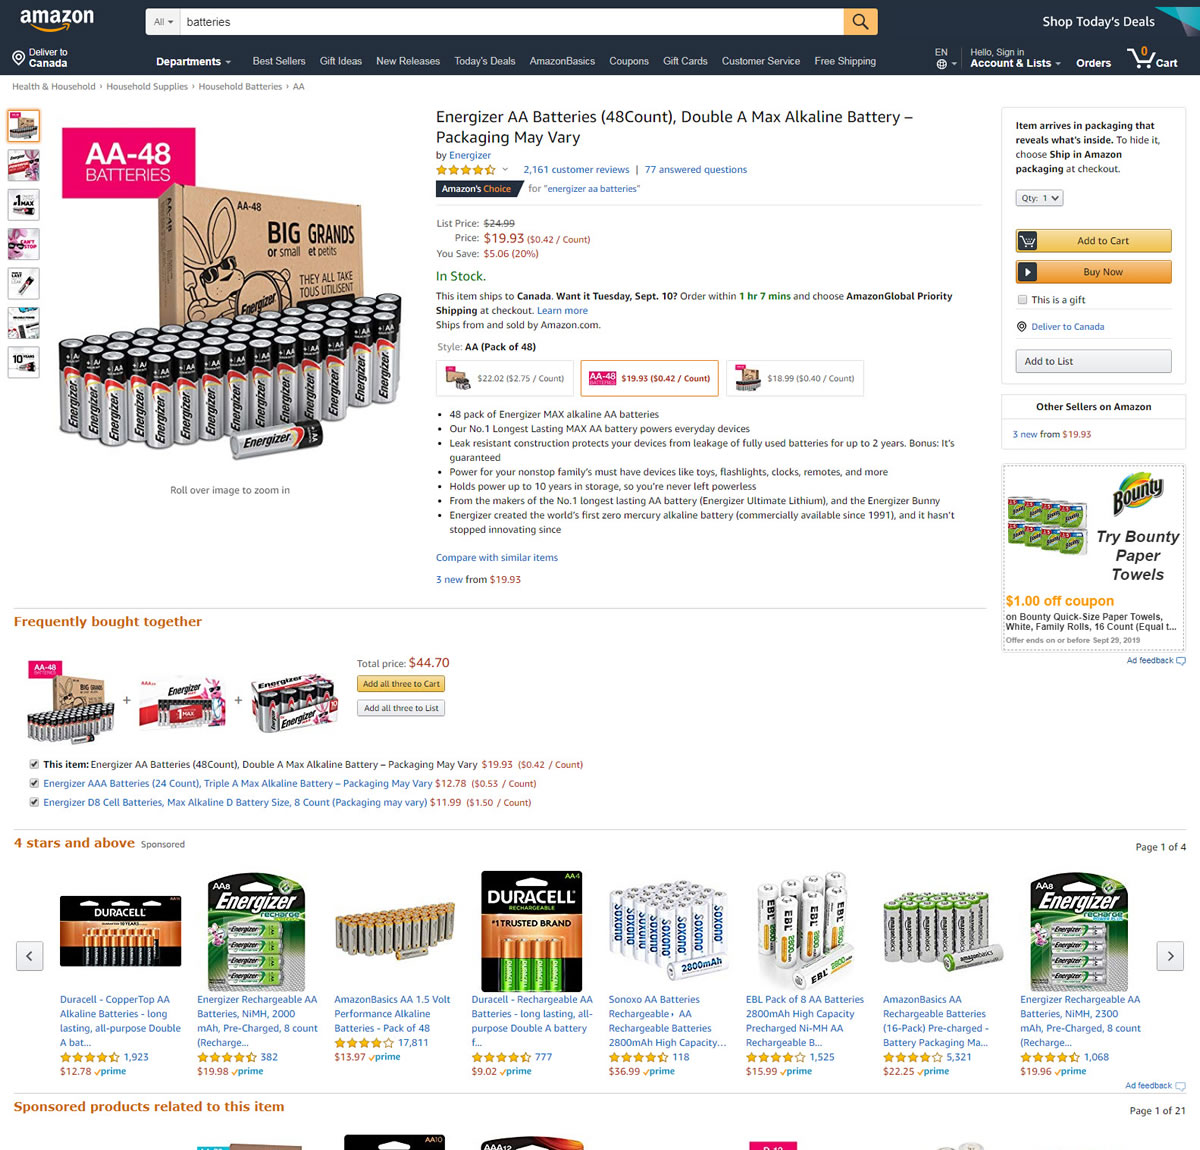 amazon
All
batteries
Shop Today's Deals
Deliver to
Canada
Departments
Best Sellers
Gift Ideas
New Releases
Today's Deals
AmazonBasics
Coupons
Gift Cards
Customer Service
Free Shipping
EN
Hello, Sign in
Account & Lists
Orders
0
Cart
Health & Household › Household Supplies › Household Batteries › AA
AA-48
BATTERIES
AA-48
BIG GRANDS
or small et petits
THEY ALL TAKE
TOUS UTILISENT
Energizer
Roll over image to zoom in
Energizer AA Batteries (48Count), Double A Max Alkaline Battery –
Packaging May Vary
by Energizer
2,161 customer reviews | 77 answered questions
Amazon's Choice for "energizer aa batteries"
List Price: $24.99
Price: $19.93 ($0.42 / Count)
You Save: $5.06 (20%)
In Stock.
This item ships to Canada. Want it Tuesday, Sept. 10? Order within 1 hr 7 mins and choose AmazonGlobal Priority
Shipping at checkout. Learn more
Ships from and sold by Amazon.com.
Style: AA (Pack of 48)
$22.02 ($2.75 / Count)
AA-48
BATTERIES
$19.93 ($0.42 / Count)
$18.99 ($0.40 / Count)
• 48 pack of Energizer MAX alkaline AA batteries
• Our No.1 Longest Lasting MAX AA battery powers everyday devices
• Leak resistant construction protects your devices from leakage of fully used batteries for up to 2 years. Bonus: It's
guaranteed
• Power for your nonstop family's must have devices like toys, flashlights, clocks, remotes, and more
• Holds power up to 10 years in storage, so you're never left powerless
• From the makers of the No.1 longest lasting AA battery (Energizer Ultimate Lithium), and the Energizer Bunny
• Energizer created the world's first zero mercury alkaline battery (commercially available since 1991), and it hasn't
stopped innovating since
Compare with similar items
3 new from $19.93
Item arrives in packaging that
reveals what's inside. To hide it,
choose Ship in Amazon
packaging at checkout.
Qty: 1
Add to Cart
Buy Now
This is a gift
Deliver to Canada
Add to List
Other Sellers on Amazon
3 new from $19.93
Bounty
Try Bounty
Paper
Towels
$1.00 off coupon
on Bounty Quick-Size Paper Towels,
White, Family Rolls, 16 Count (Equal t...
Offer ends on or before Sept 29, 2019
Ad feedback
Frequently bought together
AA-48
BATTERIES
+
+
Total price: $44.70
Add all three to Cart
Add all three to List
This item: Energizer AA Batteries (48Count), Double A Max Alkaline Battery – Packaging May Vary $19.93 ($0.42 / Count)
Energizer AAA Batteries (24 Count), Triple A Max Alkaline Battery – Packaging May Vary $12.78 ($0.53 / Count)
Energizer D8 Cell Batteries, Max Alkaline D Battery Size, 8 Count (Packaging may vary) $11.99 ($1.50 / Count)
4 stars and above Sponsored
Page 1 of 4
DURACELL
AA8
Energizer
recharge
AA-4
DURACELL
RECHARGEABLE
#1 TRUSTED BRAND
SOXONO
2800mAh
EBL
amazonbasics
AA8
Energizer
recharge
Duracell - CopperTop AA
Alkaline Batteries - long
lasting, all-purpose Double
A bat...
1,923
$12.78 prime
Energizer Rechargeable AA
Batteries, NiMH, 2000
mAh, Pre-Charged, 8 count
(Recharge...
382
$19.98 prime
AmazonBasics AA 1.5 Volt
Performance Alkaline
Batteries - Pack of 48
17,811
$13.97 prime
Duracell - Rechargeable AA
Batteries - long lasting, all-
purpose Double A battery
f...
777
$9.02 prime
Sonoxo AA Batteries
Rechargeable› AA
Rechargeable Batteries
2800mAh High Capacity...
118
$36.99 prime
EBL Pack of 8 AA Batteries
2800mAh High Capacity
Precharged Ni-MH AA
Rechargeable B...
1,525
$15.99 prime
AmazonBasics AA
Rechargeable Batteries
(16-Pack) Pre-charged -
Battery Packaging Ma...
5,321
$22.25 prime
Energizer Rechargeable AA
Batteries, NiMH, 2300
mAh, Pre-Charged, 8 count
(Recharge...
1,068
$19.96 prime
Ad feedback
Sponsored products related to this item
Page 1 of 21
AA10
AAA12